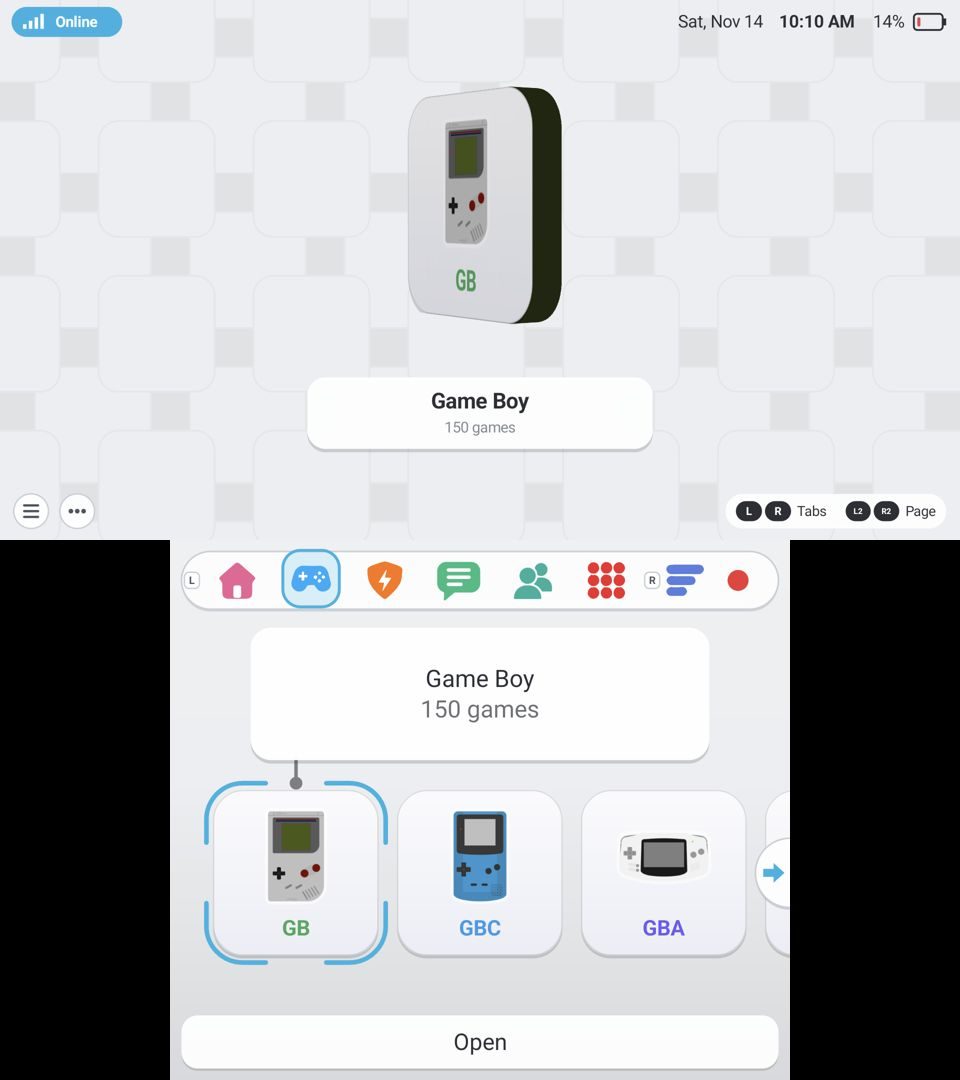 Online
Sat, Nov 14 10:10 AM 14%
GB
Game Boy
150 games
L R Tabs L2 R2 Page
L R
Game Boy
150 games
GB GBC GBA
Open